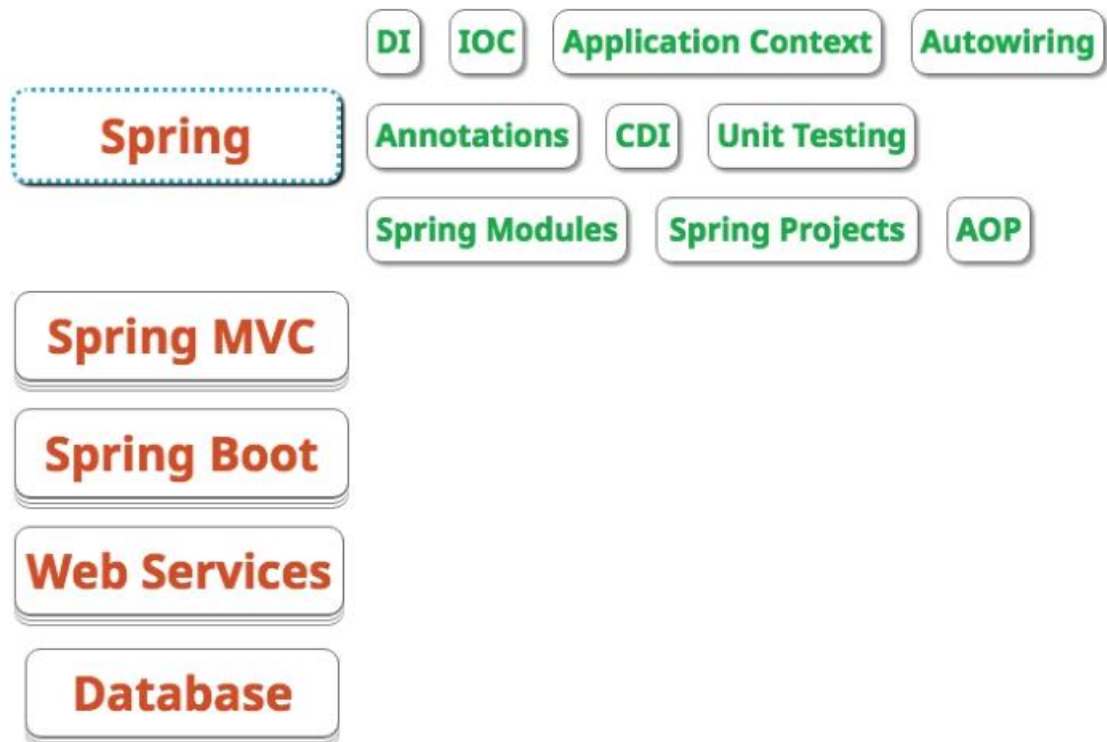 DI IOC Application Context Autowiring
Spring
Annotations CDI Unit Testing
Spring Modules Spring Projects AOP
Spring MVC
Spring Boot
Web Services
Database